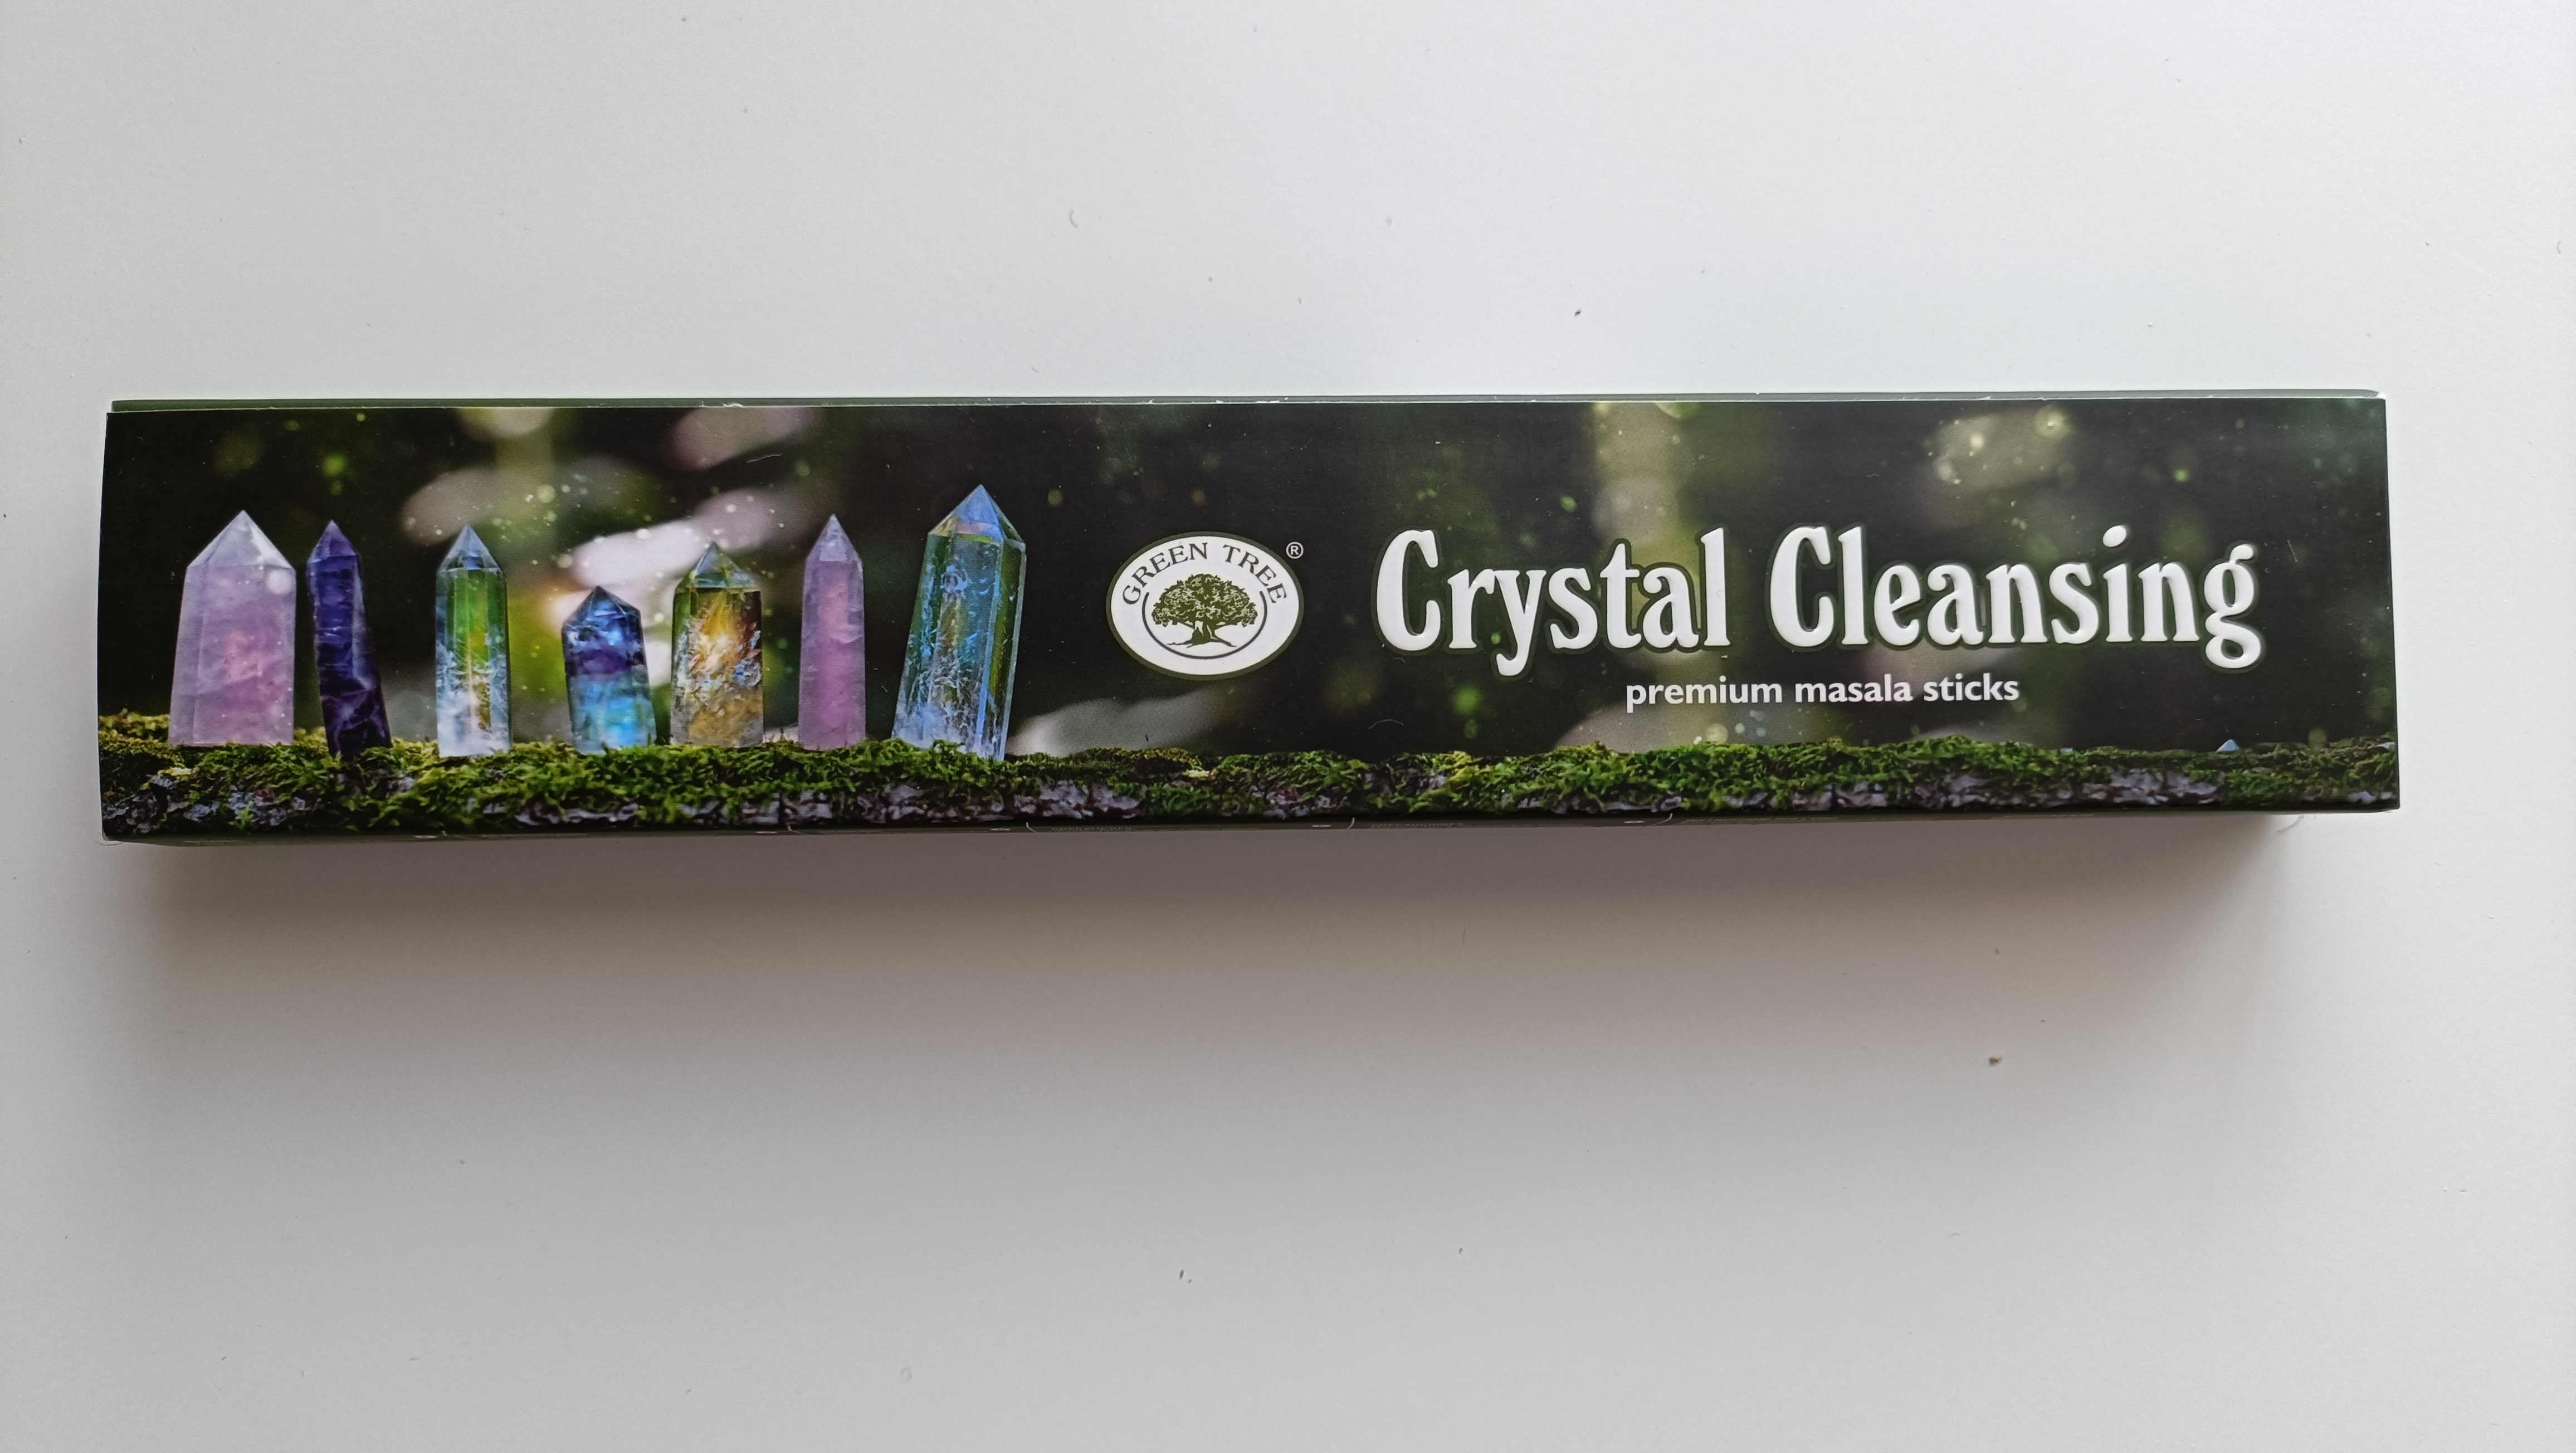 GREEN TREE ®
Crystal Cleansing
premium masala sticks